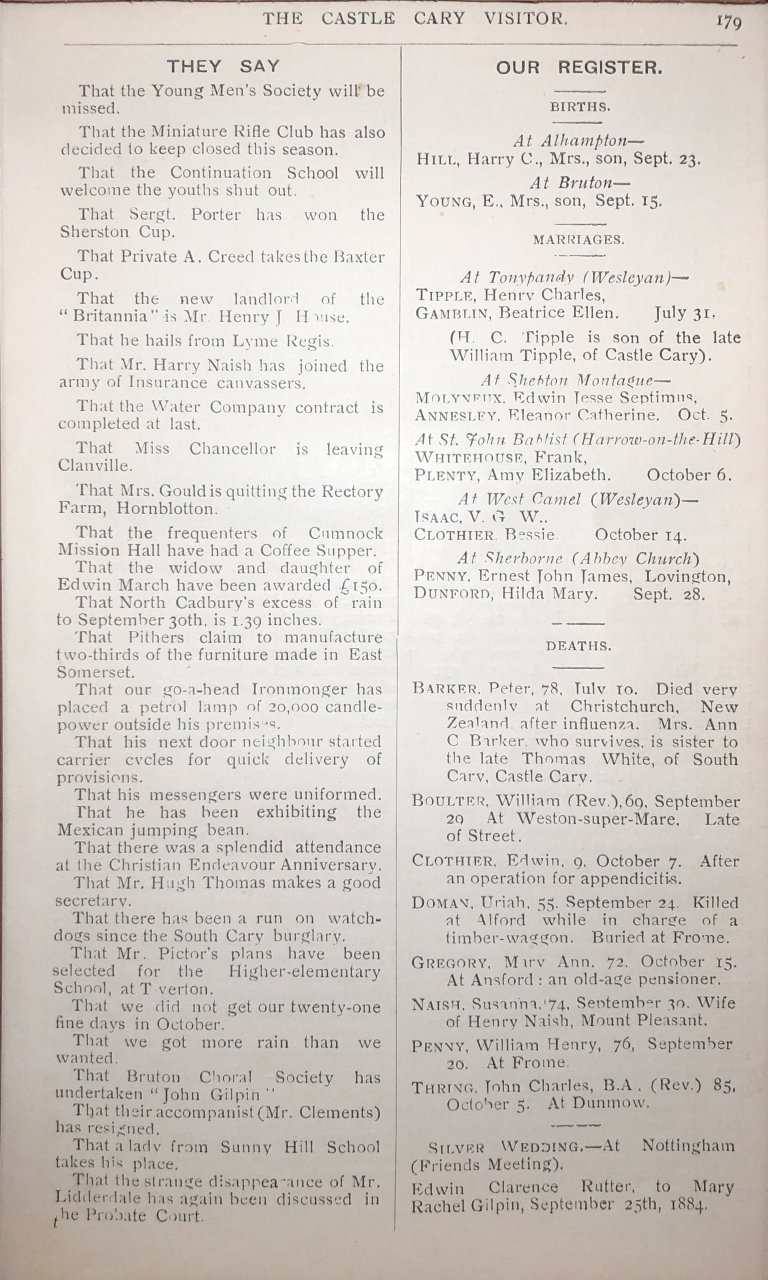 THE CASTLE CARY VISITOR. 179
THEY SAY
That the Young Men's Society will be
missed.
That the Miniature Rifle Club has also
decided to keep closed this season.
That the Continuation School will
welcome the youths shut out.
That Sergt. Porter has won the
Sherston Cup.
That Private A. Creed takes the Baxter
Cup.
That the new landlord of the
"Britannia" is Mr. Henry J House.
That he hails from Lyme Regis.
That Mr. Harry Naish has joined the
army of Insurance canvassers.
That the Water Company contract is
completed at last.
That Miss Chancellor is leaving
Clanville.
That Mrs. Gould is quitting the Rectory
Farm, Hornblotton.
That the frequenters of Cumnock
Mission Hall have had a Coffee Supper.
That the widow and daughter of
Edwin March have been awarded £150.
That North Cadbury's excess of rain
to September 30th, is 1.39 inches.
That Pithers claim to manufacture
two-thirds of the furniture made in East
Somerset.
That our go-a-head Ironmonger has
placed a petrol lamp of 20,000 candle-
power outside his premises.
That his next door neighbour started
carrier cycles for quick delivery of
provisions.
That his messengers were uniformed.
That he has been exhibiting the
Mexican jumping bean.
That there was a splendid attendance
at the Christian Endeavour Anniversary.
That Mr. Hugh Thomas makes a good
secretary.
That there has been a run on watch-
dogs since the South Cary burglary.
That Mr. Pictor's plans have been
selected for the Higher-elementary
School, at Tiverton.
That we did not get our twenty-one
fine days in October.
That we got more rain than we
wanted.
That Bruton Choral Society has
undertaken "John Gilpin"
That their accompanist (Mr. Clements)
has resigned.
That a lady from Sunny Hill School
takes his place.
That the strange disappearance of Mr.
Lidderdale has again been discussed in
the Probate Court.
OUR REGISTER.
BIRTHS.
At Alhampton—
HILL, Harry C., Mrs., son, Sept. 23.
At Bruton—
YOUNG, E., Mrs., son, Sept. 15.
MARRIAGES.
At Tonypandy (Wesleyan)—
TIPPLE, Henry Charles,
GAMBLIN, Beatrice Ellen. July 31.
(H. C. Tipple is son of the late
William Tipple, of Castle Cary).
At Shepton Montague—
MOLYNEUX, Edwin Jesse Septimus,
ANNESLEY, Eleanor Catherine. Oct. 5.
At St. John Baptist (Harrow-on-the-Hill)
WHITEHOUSE, Frank,
PLENTY, Amy Elizabeth. October 6.
At West Camel (Wesleyan)—
ISAAC, V. G. W.,
CLOTHIER, Bessie. October 14.
At Sherborne (Abbey Church)
PENNY, Ernest John James, Lovington,
DUNFORD, Hilda Mary. Sept. 28.
DEATHS.
BARKER, Peter, 78, July 10. Died very
suddenly at Christchurch, New
Zealand, after influenza. Mrs. Ann
C Barker, who survives, is sister to
the late Thomas White, of South
Cary, Castle Cary.
BOULTER, William (Rev.), 69, September
29 At Weston-super-Mare. Late
of Street.
CLOTHIER, Edwin, 9, October 7. After
an operation for appendicitis.
DOMAN, Uriah, 55. September 24. Killed
at Alford while in charge of a
timber-waggon. Buried at Frome.
GREGORY, Mary Ann. 72, October 15.
At Ansford : an old-age pensioner.
NAISH, Susanna, 74, September 30. Wife
of Henry Naish, Mount Pleasant.
PENNY, William Henry, 76, September
20. At Frome.
THRING, John Charles, B.A., (Rev.) 85,
October 5. At Dunmow.
SILVER WEDDING.—At Nottingham
(Friends Meeting).
Edwin Clarence Rutter, to Mary
Rachel Gilpin, September 25th, 1884.